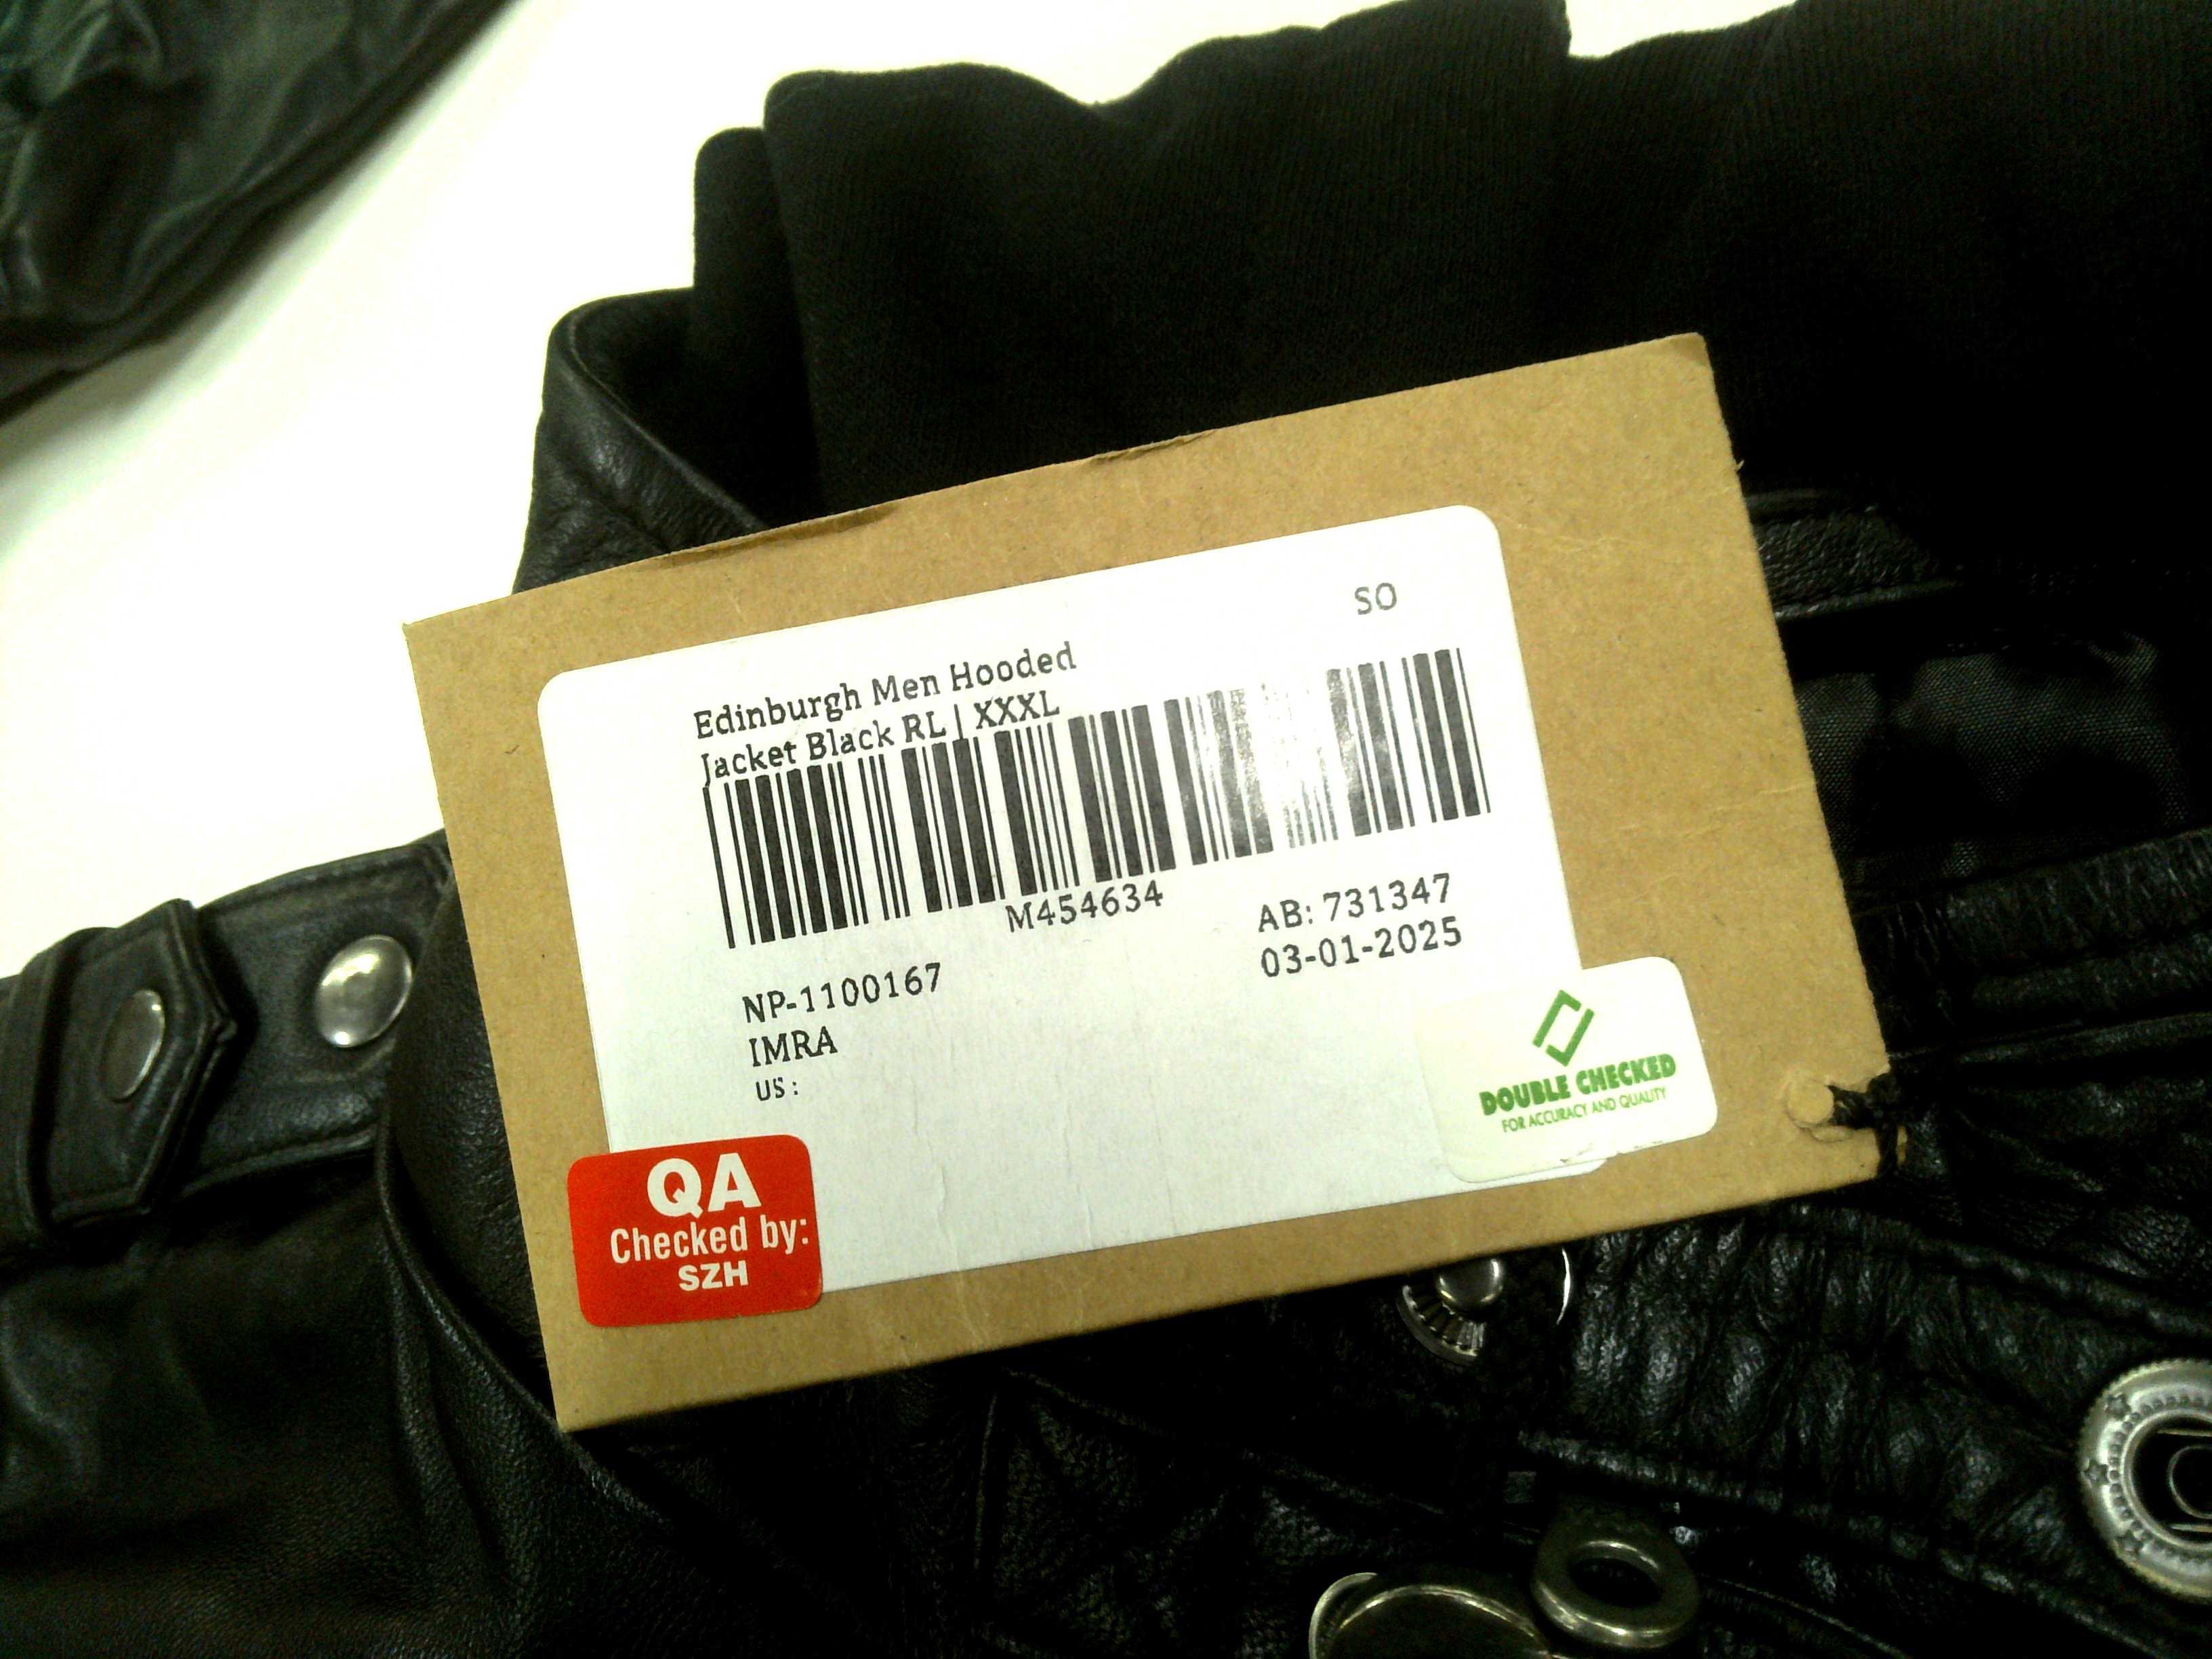 SO
Edinburgh Men Hooded
Jacket Black RL | XXXL
M454634
AB: 731347
03-01-2025
NP-1100167
IMRA
US :
DOUBLE CHECKED
FOR ACCURACY AND QUALITY
QA
Checked by:
SZH